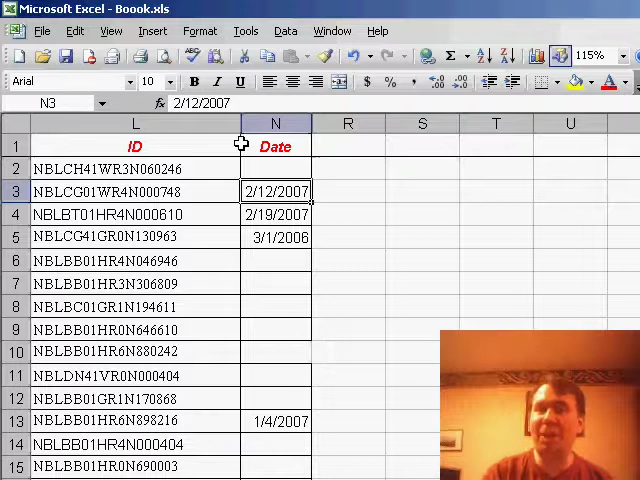 Microsoft Excel - Boook.xls
File Edit View Insert Format Tools Data Window Help
Σ 115%
Arial 10 B I U $ % ,
N3 fx 2/12/2007
L N R S T U
1 ID Date
2 NBLCH41WR3N060246
3 NBLCG01WR4N000748 2/12/2007
4 NBLBT01HR4N000610 2/19/2007
5 NBLCG41GR0N130963 3/1/2006
6 NBLBB01HR4N046946
7 NBLBB01HR3N306809
8 NBLBC01GR1N194611
9 NBLBB01HR0N646610
10 NBLBB01HR6N880242
11 NBLDN41VR0N000404
12 NBLBB01GR1N170868
13 NBLBB01HR6N898216 1/4/2007
14 NBLBB01HR4N000404
15 NBLBB01HR0N690003